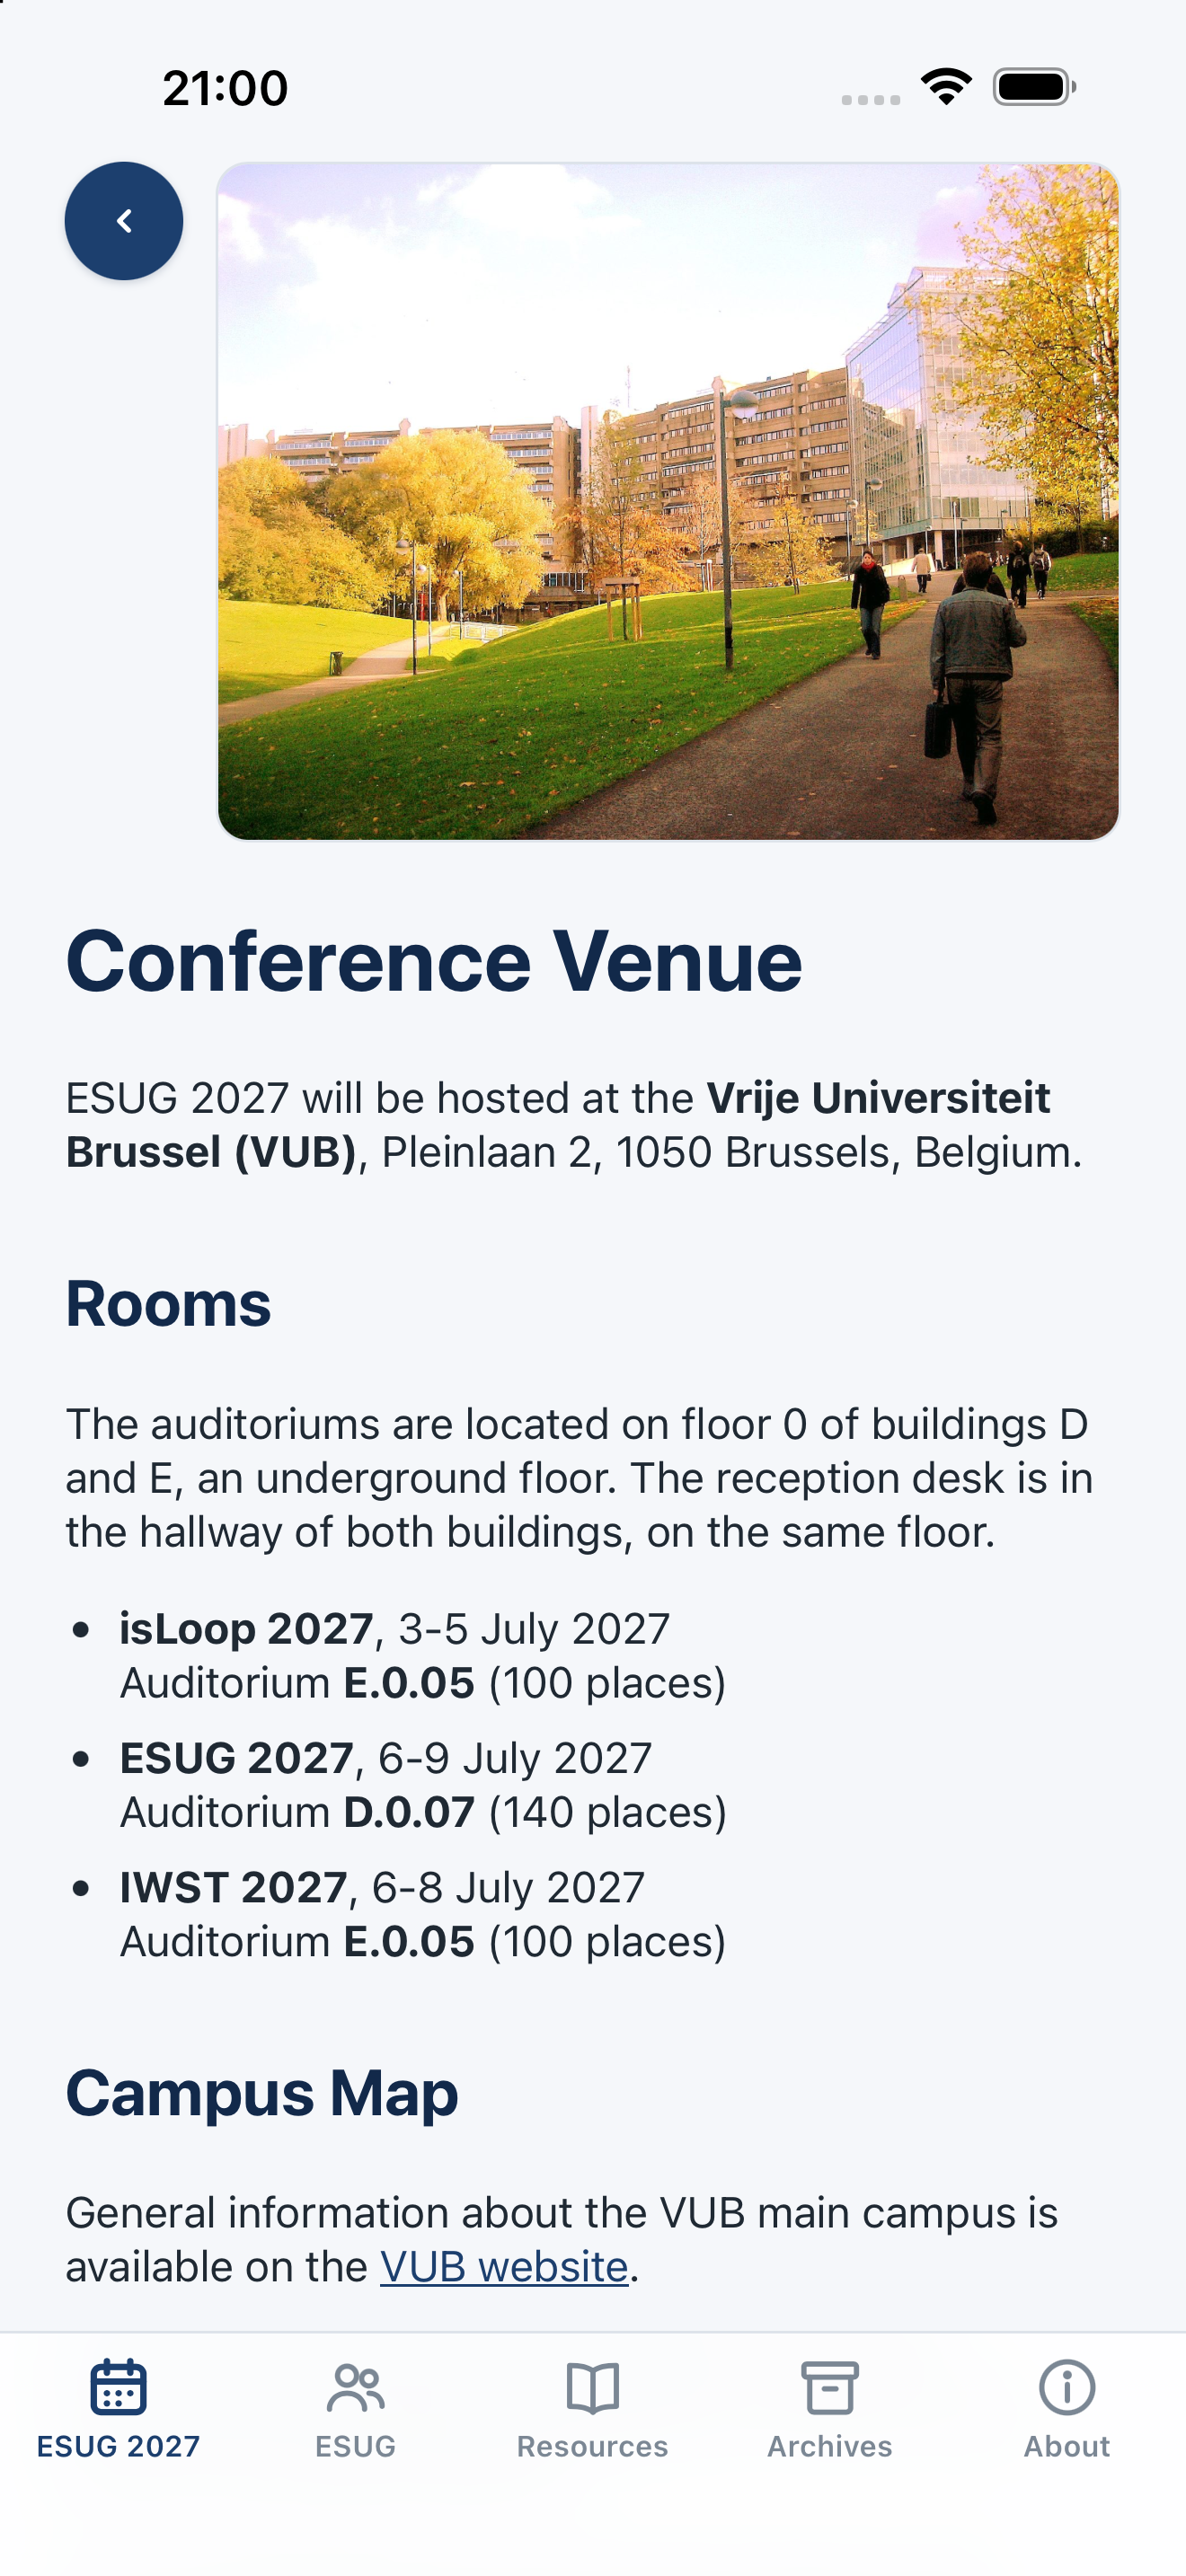 21:00
Conference Venue
ESUG 2027 will be hosted at the Vrije Universiteit
Brussel (VUB), Pleinlaan 2, 1050 Brussels, Belgium.
Rooms
The auditoriums are located on floor 0 of buildings D
and E, an underground floor. The reception desk is in
the hallway of both buildings, on the same floor.
• isLoop 2027, 3-5 July 2027
Auditorium E.0.05 (100 places)
• ESUG 2027, 6-9 July 2027
Auditorium D.0.07 (140 places)
• IWST 2027, 6-8 July 2027
Auditorium E.0.05 (100 places)
Campus Map
General information about the VUB main campus is
available on the VUB website.
ESUG 2027
ESUG
Resources
Archives
About